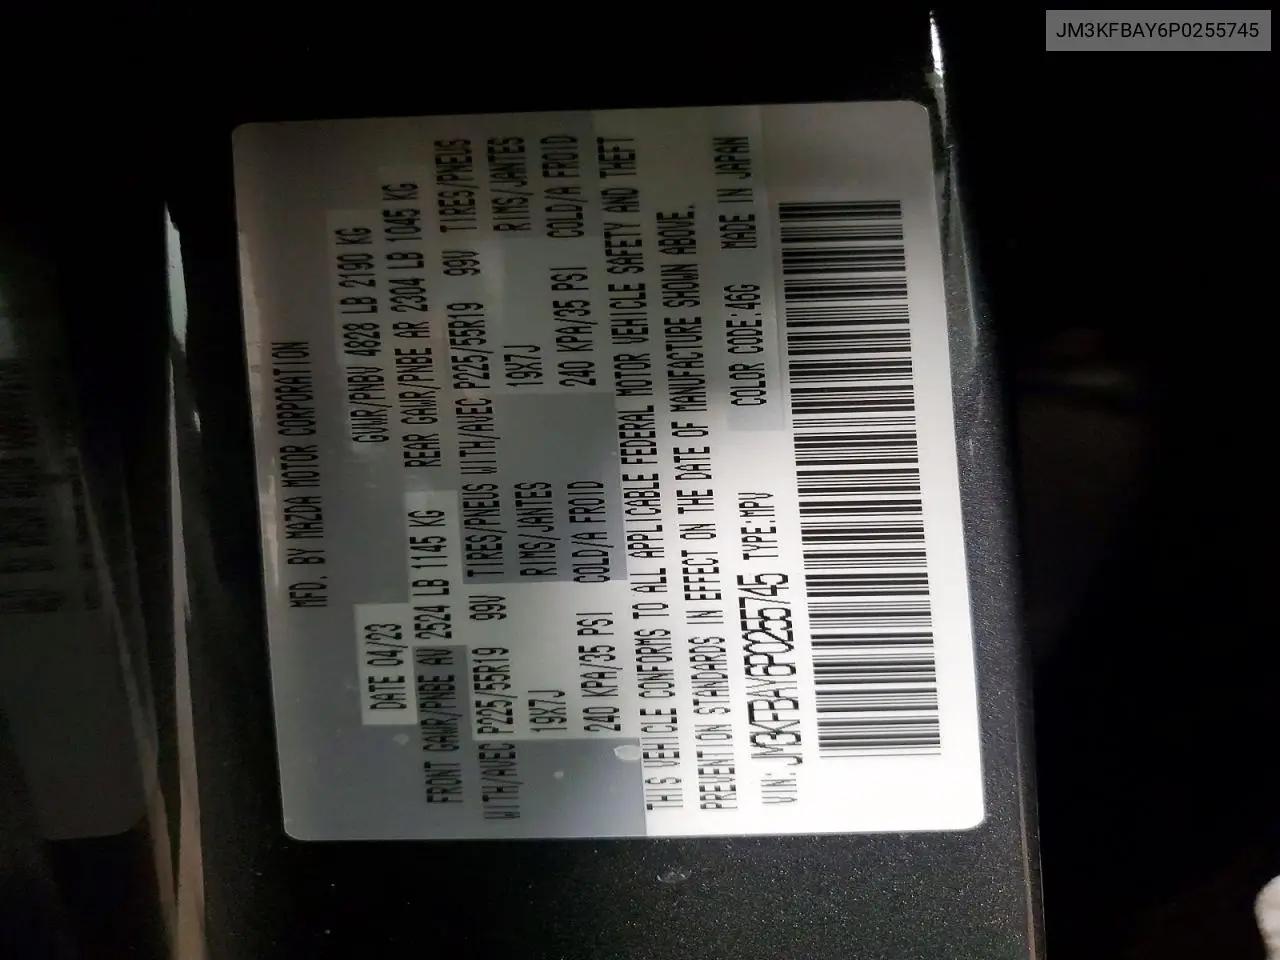 JM3KFBAY6P0255745
MFD. BY MAZDA MOTOR CORPORATION
DATE 04/23 GVWR/PNBV 4828 LB 2190 KG
FRONT GAWR/PNBE AV 2524 LB 1145 KG REAR GAWR/PNBE AR 2304 LB 1045 KG
WITH/AVEC P225/55R19 99V TIRES/PNEUS WITH/AVEC P225/55R19 99V TIRES/PNEUS
19X7J RIMS/JANTES 19X7J RIMS/JANTES
240 KPA/35 PSI COLD/A FROID 240 KPA/35 PSI COLD/A FROID
THIS VEHICLE CONFORMS TO ALL APPLICABLE FEDERAL MOTOR VEHICLE SAFETY AND THEFT
PREVENTION STANDARDS IN EFFECT ON THE DATE OF MANUFACTURE SHOWN ABOVE.
VIN: JM3KFBAY6P0255745 TYPE:MPV COLOR CODE:46G MADE IN JAPAN